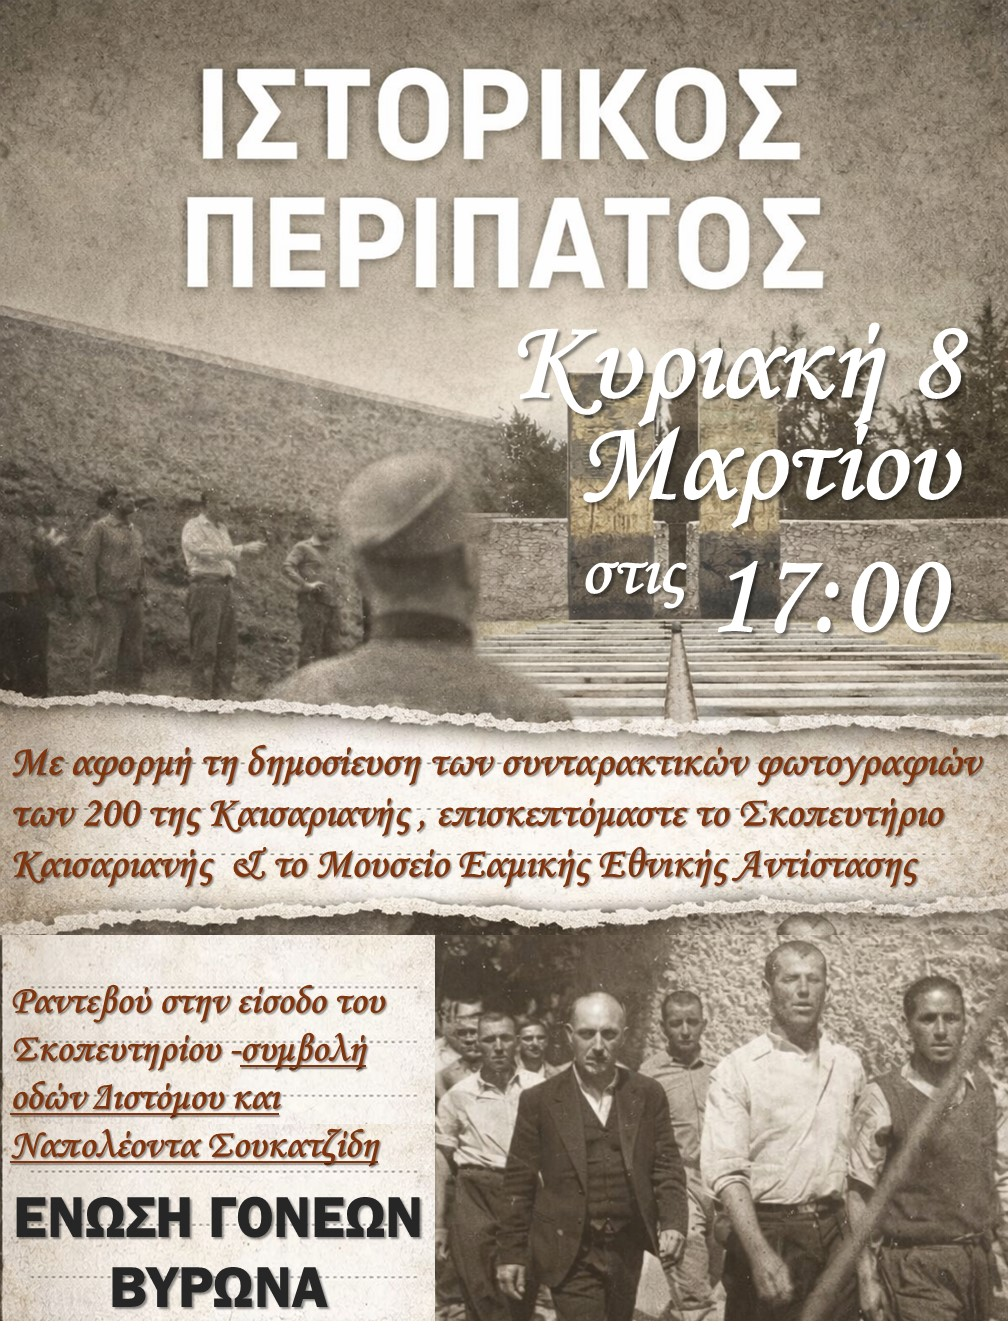 ΙΣΤΟΡΙΚΟΣ
ΠΕΡΙΠΑΤΟΣ
Κυριακή 8
Μαρτίου
στις 17:00
Με αφορμή τη δημοσίευση των συνταρακτικών φωτογραφιών
των 200 της Καισαριανής , επισκεπτόμαστε το Σκοπευτήριο
Καισαριανής & το Μουσείο Εαμικής Εθνικής Αντίστασης
Ραντεβού στην είσοδο του
Σκοπευτηρίου -συμβολή
οδών Διστόμου και
Ναπολέοντα Σουκατζίδη
ΕΝΩΣΗ ΓΟΝΕΩΝ
ΒΥΡΩΝΑ